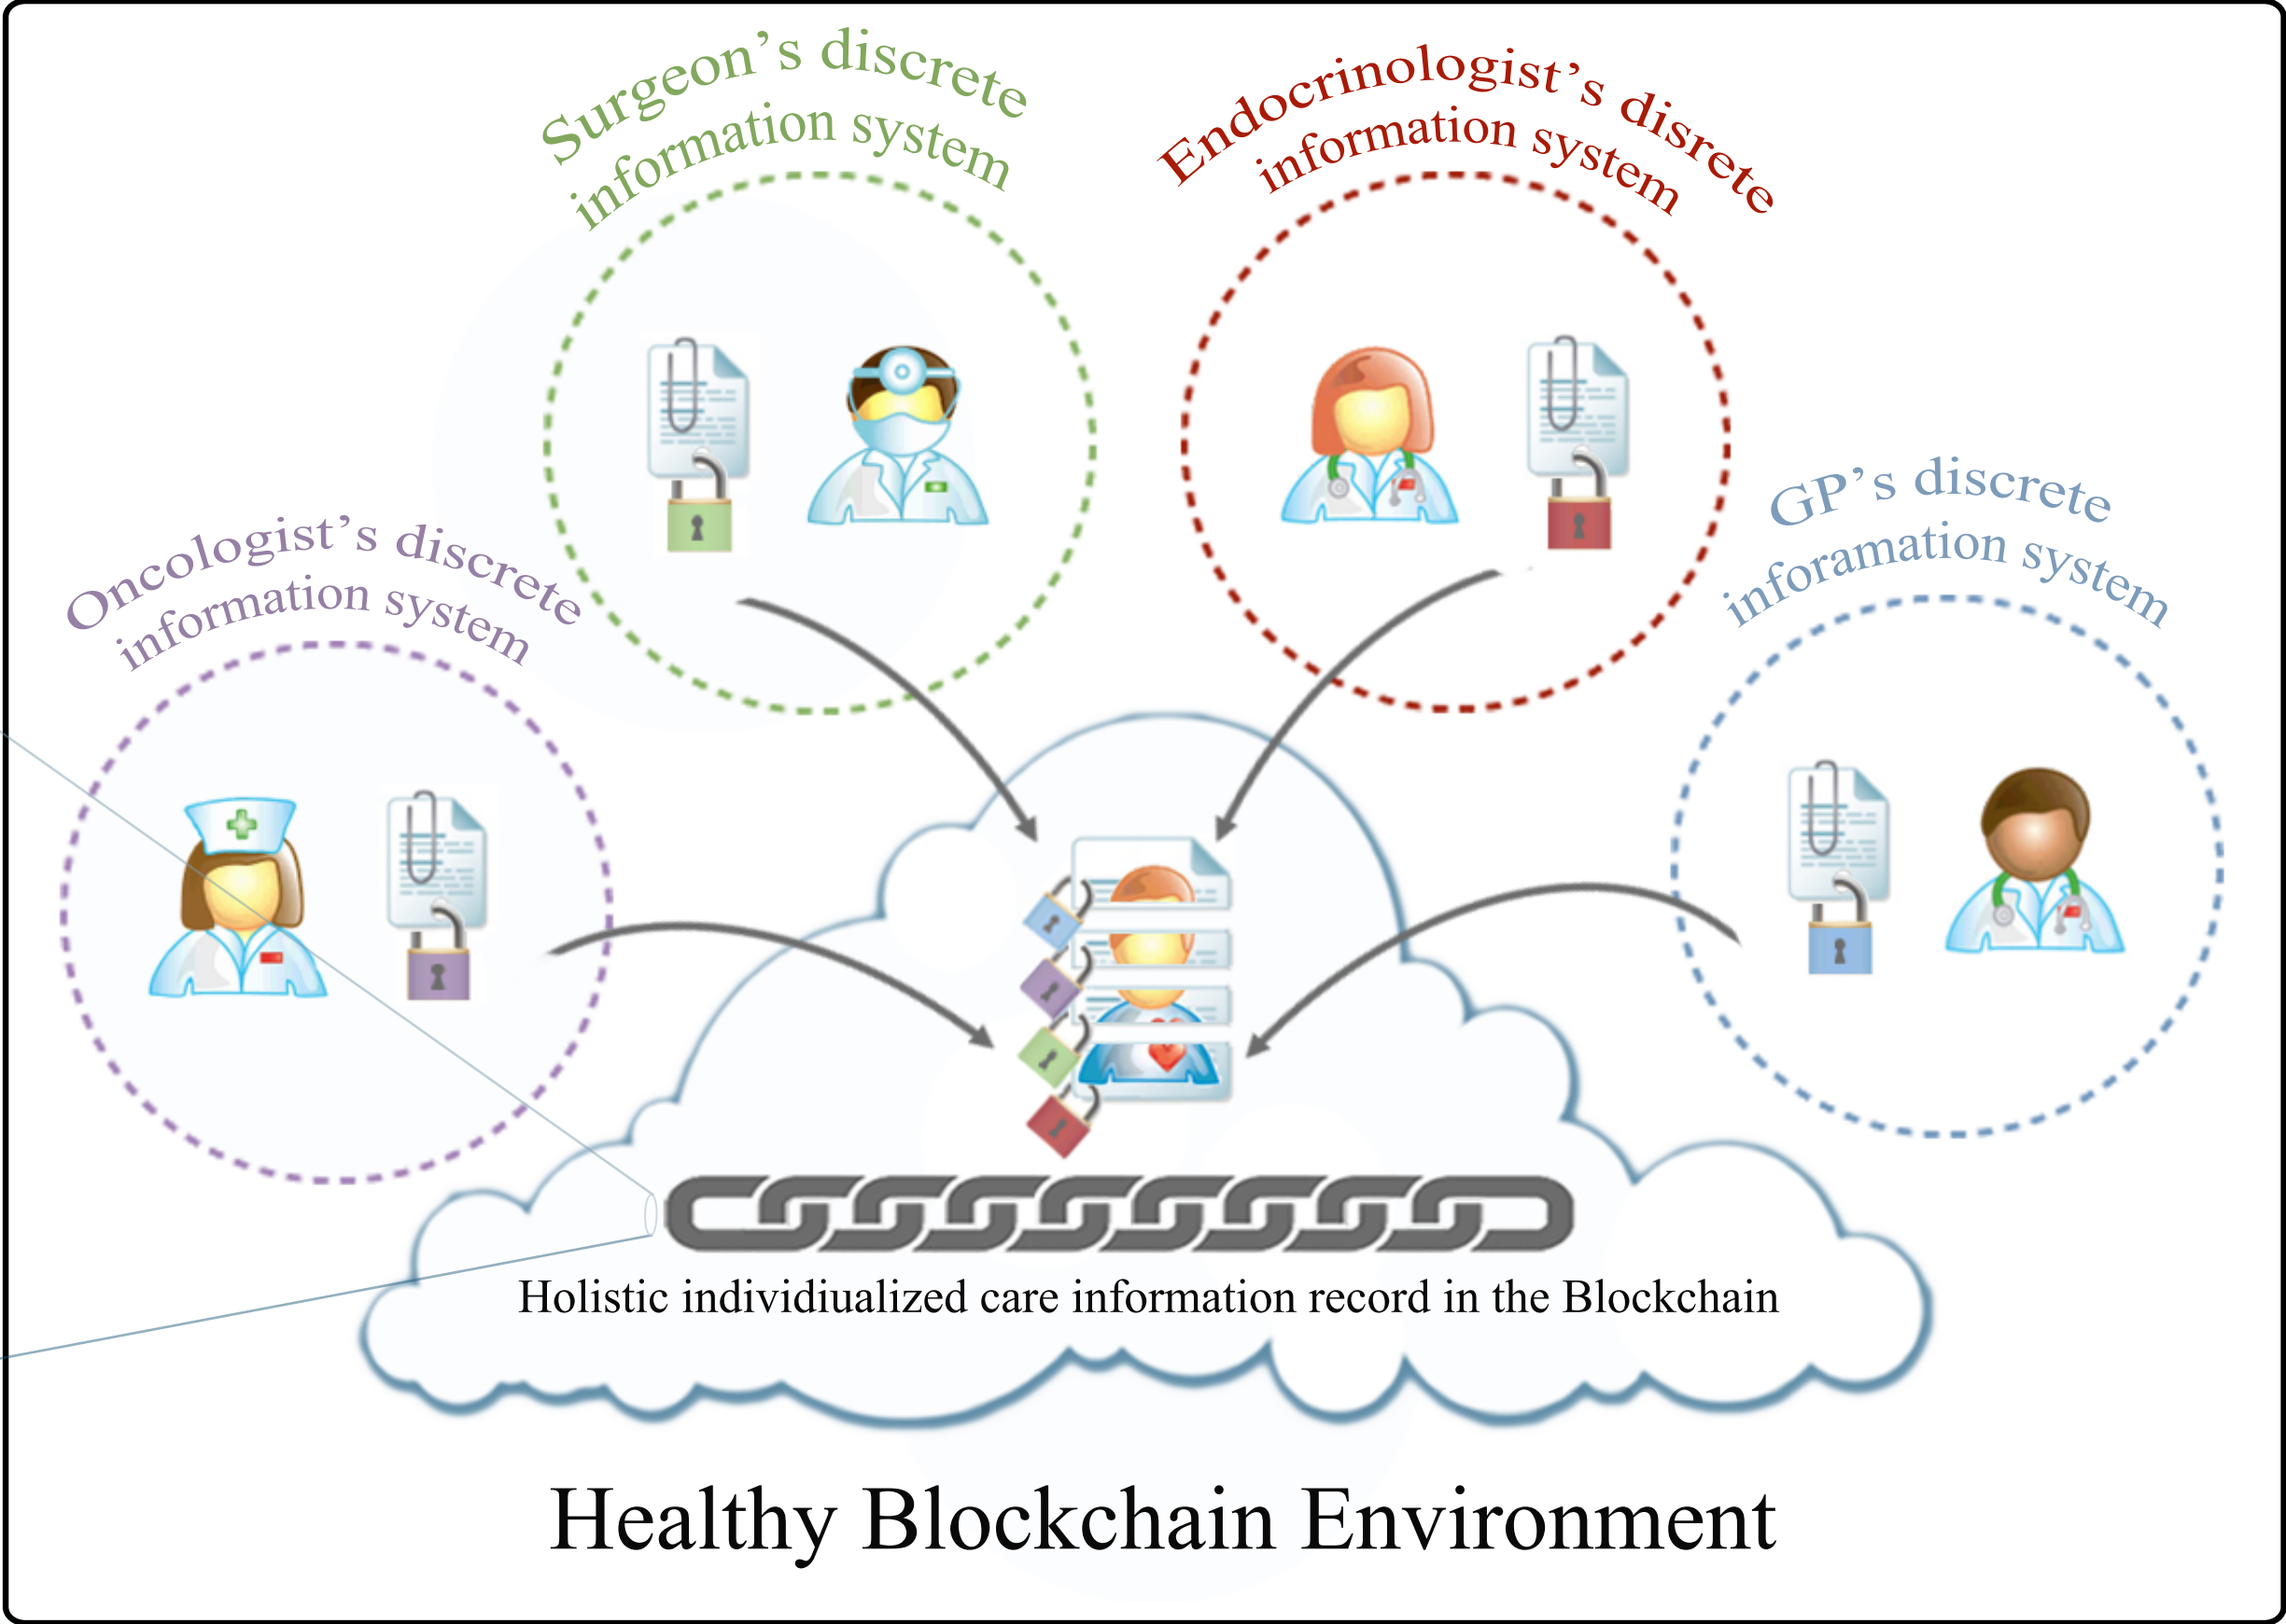 Surgeon’s discrete
information system
Endocrinologist’s disrete
information system
Oncologist’s discrete
information system
GP’s discrete
inforamation system
Holistic individiualized care information record in the Blockchain
Healthy Blockchain Environment